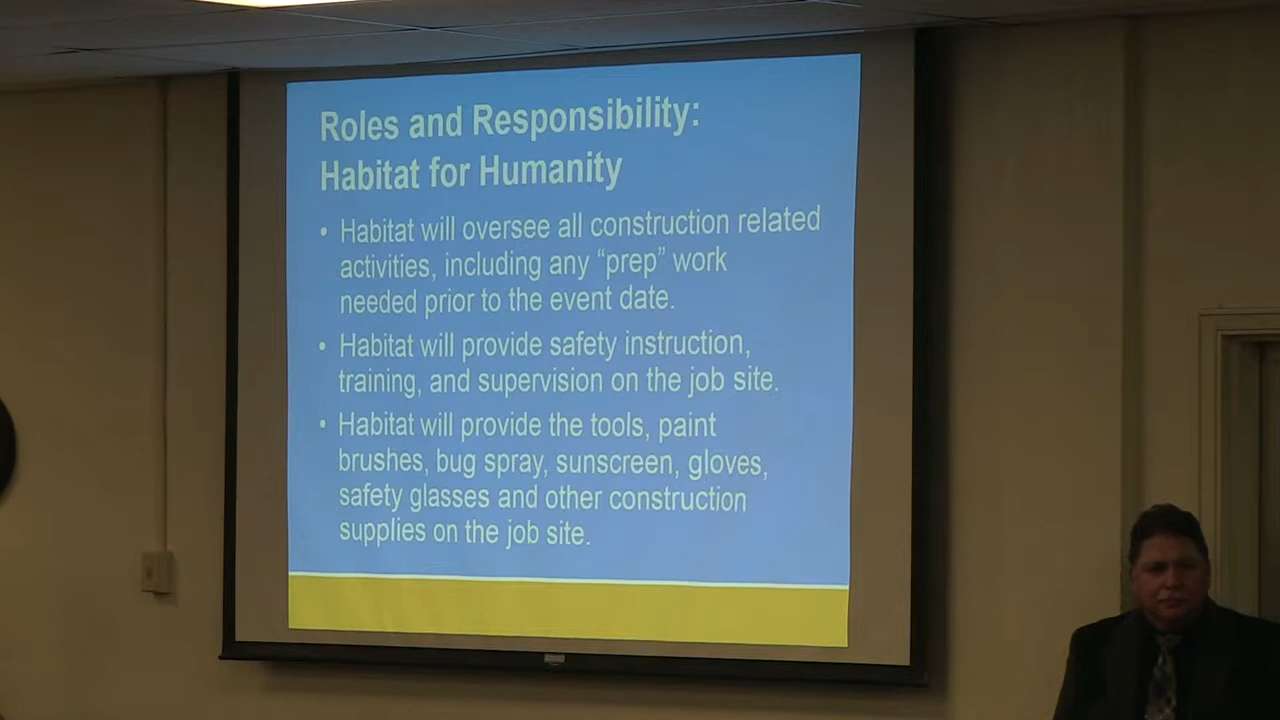 Roles and Responsibility:
Habitat for Humanity
• Habitat will oversee all construction related
activities, including any “prep” work
needed prior to the event date.
• Habitat will provide safety instruction,
training, and supervision on the job site.
• Habitat will provide the tools, paint
brushes, bug spray, sunscreen, gloves,
safety glasses and other construction
supplies on the job site.